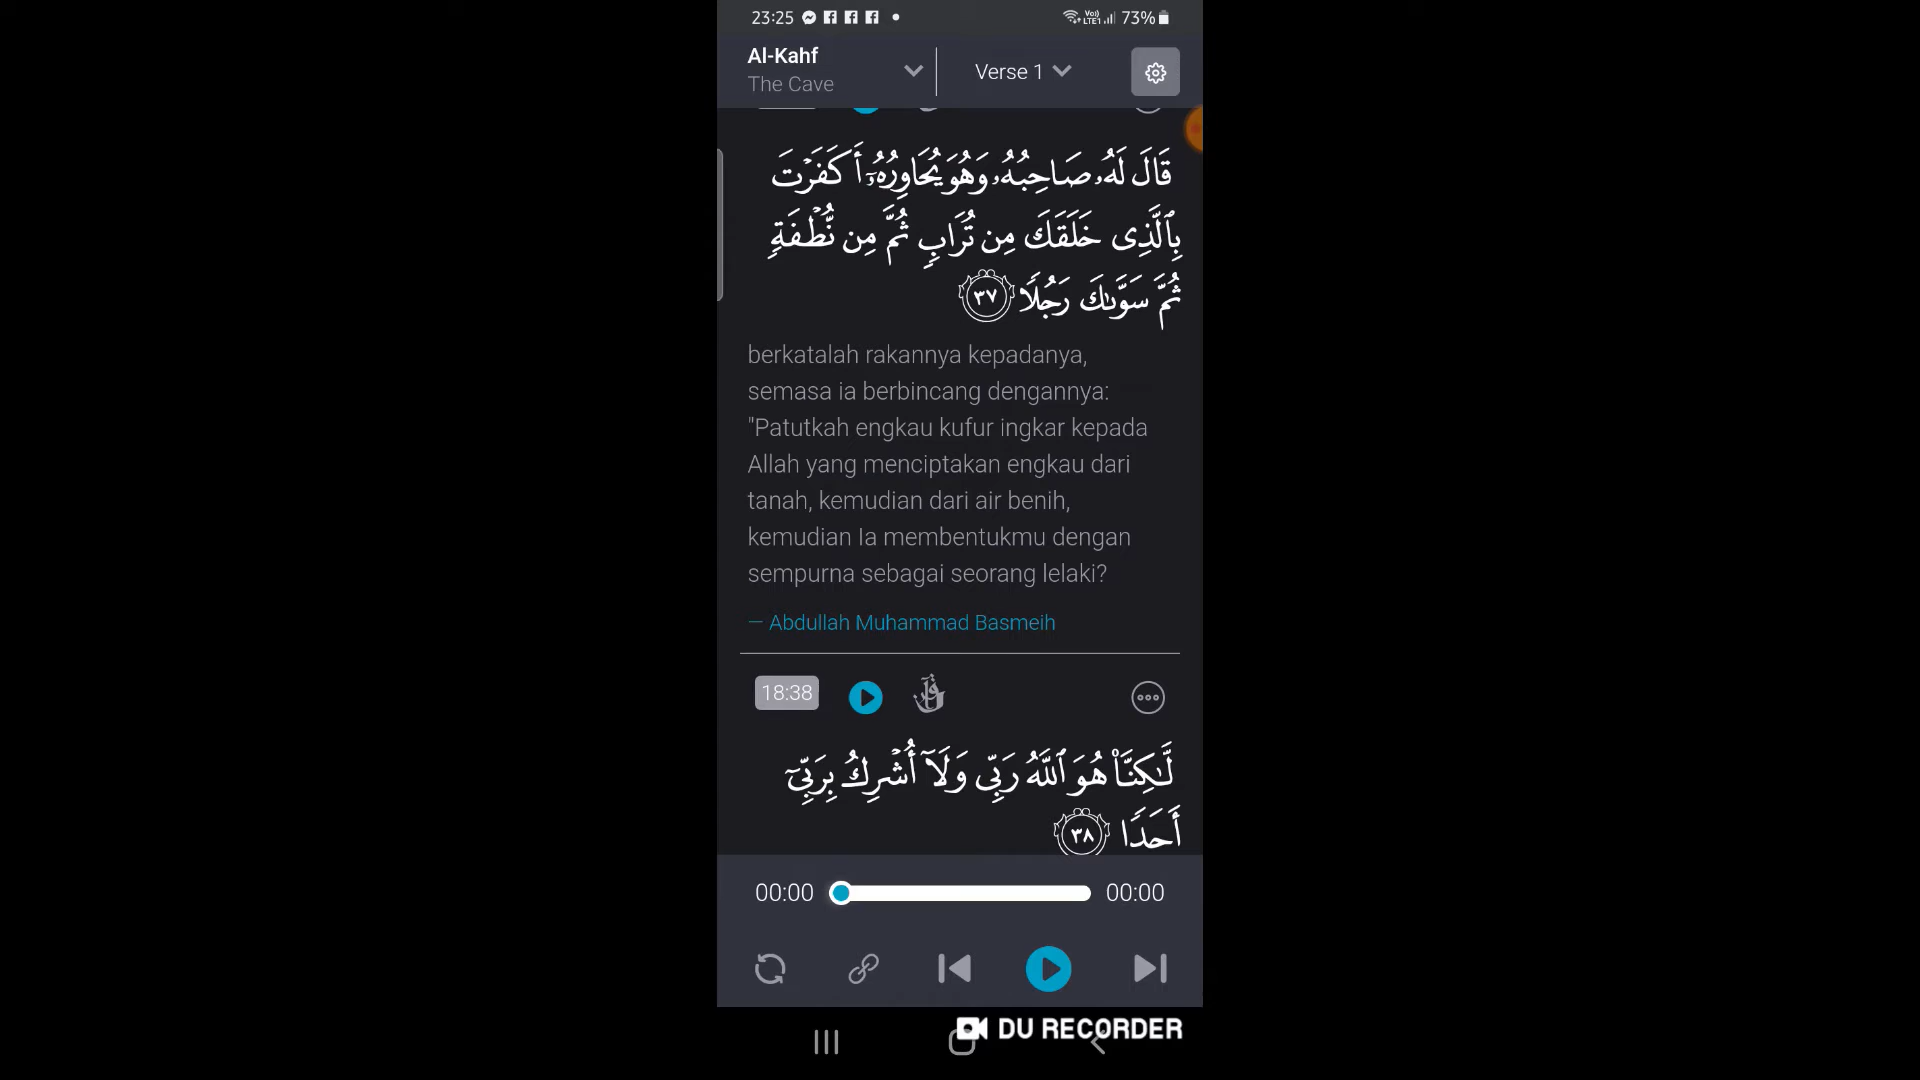 23:25
Vo) LTE1 73%
Al-Kahf
The Cave
Verse 1
قَالَ لَهُۥ صَاحِبُهُۥ وَهُوَ يُحَاوِرُهُۥٓ أَكَفَرْتَ
بِٱلَّذِى خَلَقَكَ مِن تُرَابٍ ثُمَّ مِن نُّطْفَةٍ
ثُمَّ سَوَّىٰكَ رَجُلًا ٣٧
berkatalah rakannya kepadanya,
semasa ia berbincang dengannya:
"Patutkah engkau kufur ingkar kepada
Allah yang menciptakan engkau dari
tanah, kemudian dari air benih,
kemudian Ia membentukmu dengan
sempurna sebagai seorang lelaki?
— Abdullah Muhammad Basmeih
18:38
لَّٰكِنَّا۠ هُوَ ٱللَّهُ رَبِّى وَلَآ أُشْرِكُ بِرَبِّىٓ
أَحَدًا ٣٨
00:00 00:00
DU RECORDER